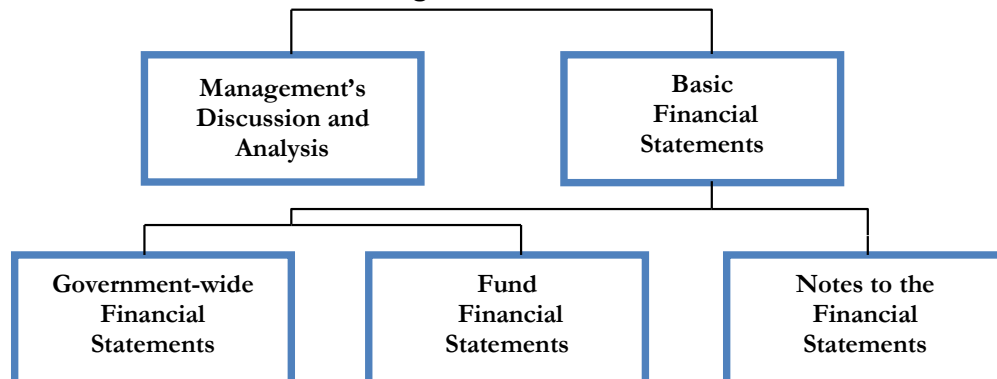 Management's
Discussion and
Analysis
Basic
Financial
Statements
Government-wide
Financial
Statements
Fund
Financial
Statements
Notes to the
Financial
Statements